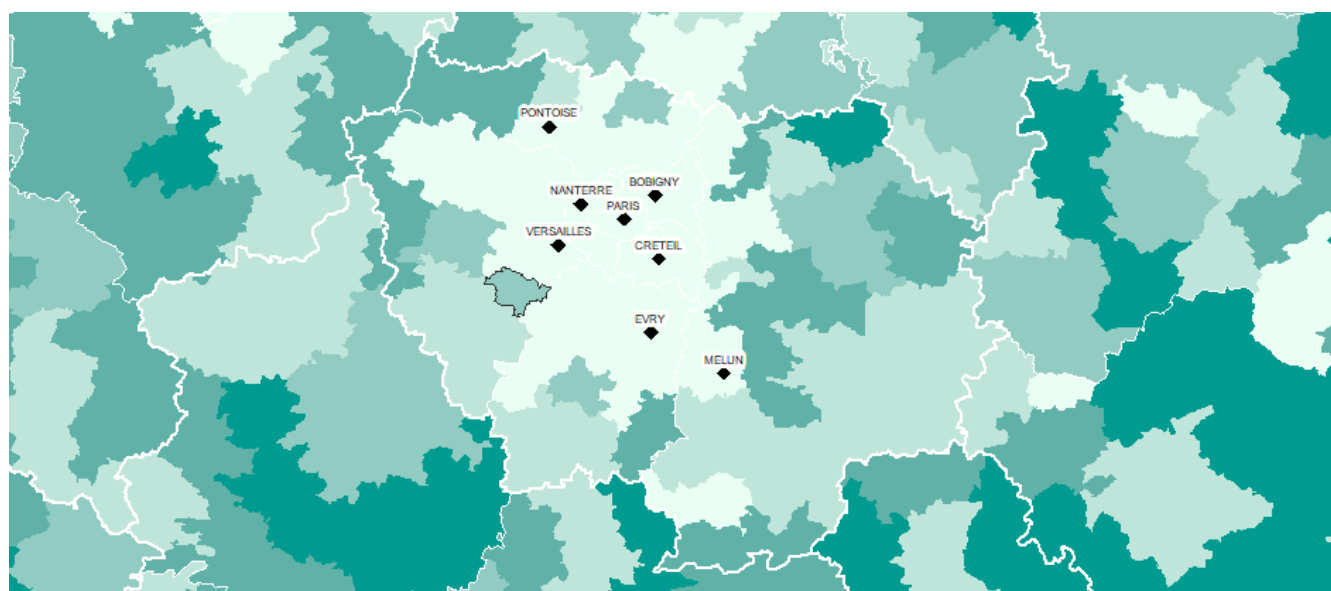 PONTOISE
BOBIGNY
NANTERRE
PARIS
VERSAILLES
CRETEIL
EVRY
MELUN